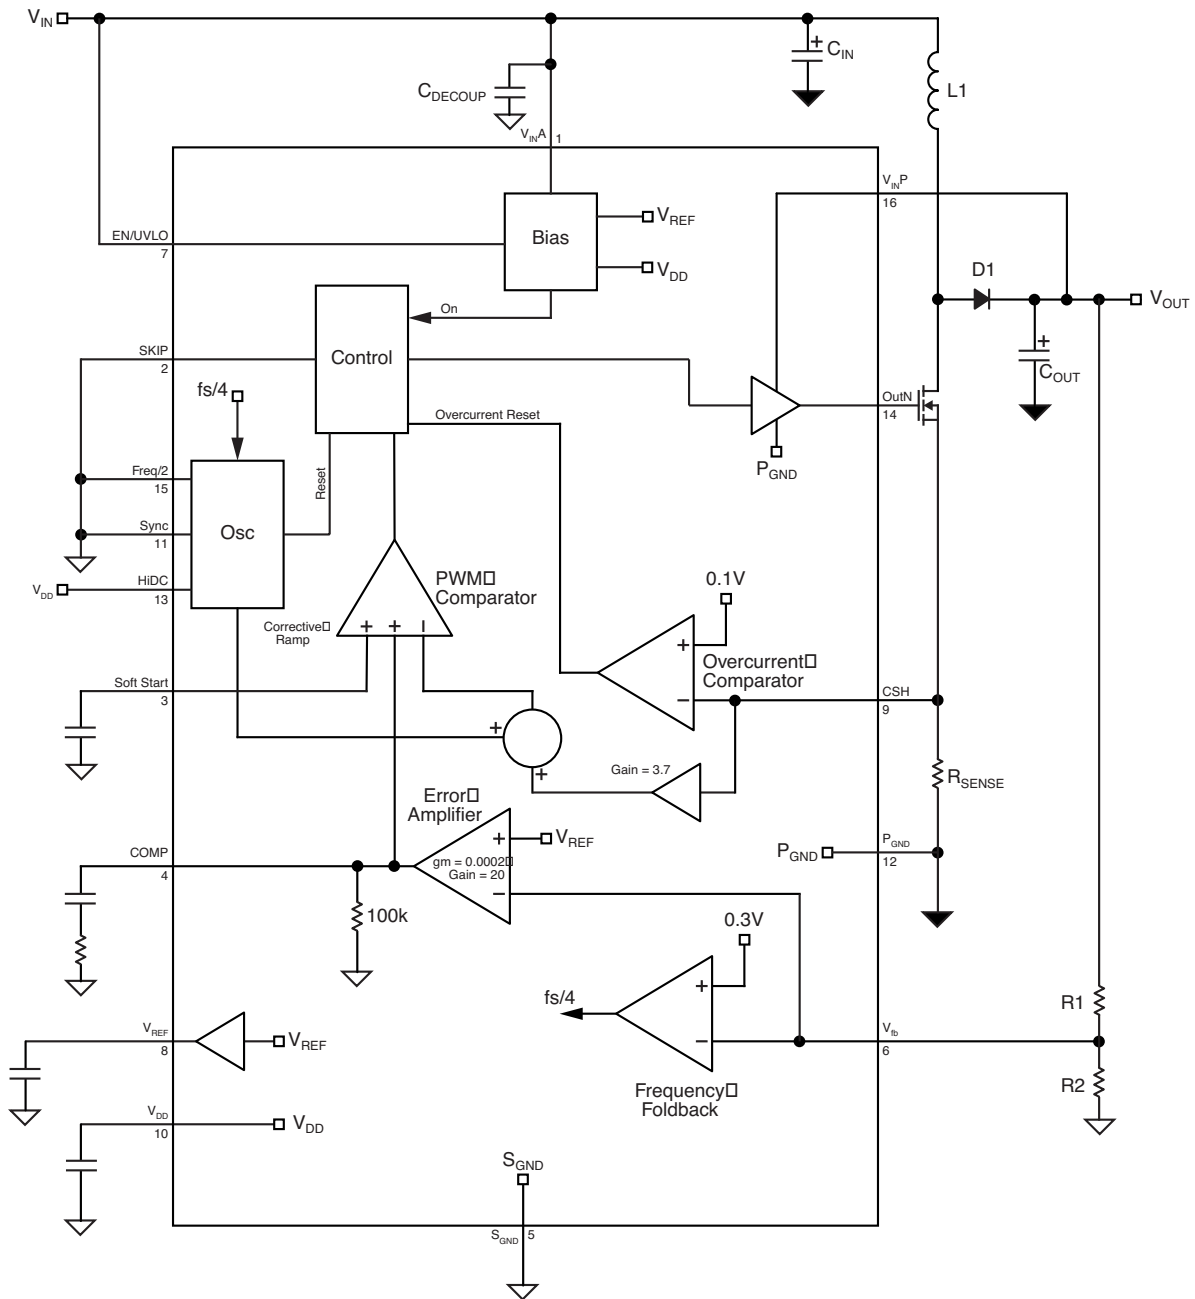 VIN
CIN
L1
CDECOUP
VINA 1
VINP
16
EN/UVLO
7
Bias
VREF
VDD
On
D1
VOUT
COUT
SKIP
2
Control
fs/4
Overcurrent Reset
OutN
14
PGND
Freq/2
15
Reset
Sync
11
Osc
VDD
HiDC
13
PWM□
Comparator
Corrective□
Ramp
+ + −
0.1V
+
−
Overcurrent□
Comparator
Soft Start
3
CSH
9
+
+
Gain = 3.7
RSENSE
Error□
Amplifier
+
VREF
gm = 0.0002□
Gain = 20
−
COMP
4
100k
PGND
PGND
12
0.3V
fs/4
+
−
Frequency□
Foldback
R1
Vfb
6
R2
VREF
8
VREF
VDD
10
VDD
SGND
SGND 5